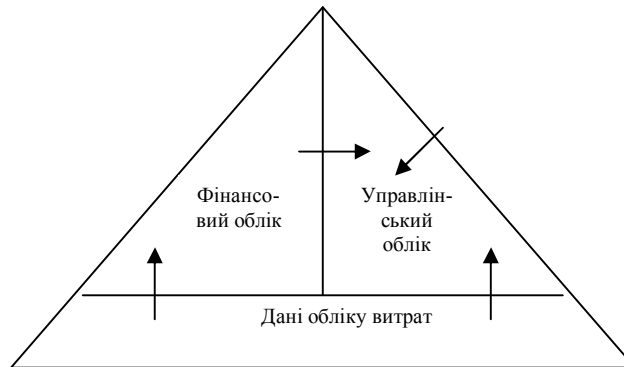 Фінансо-
вий облік
Управлін-
ський
облік
Дані обліку витрат